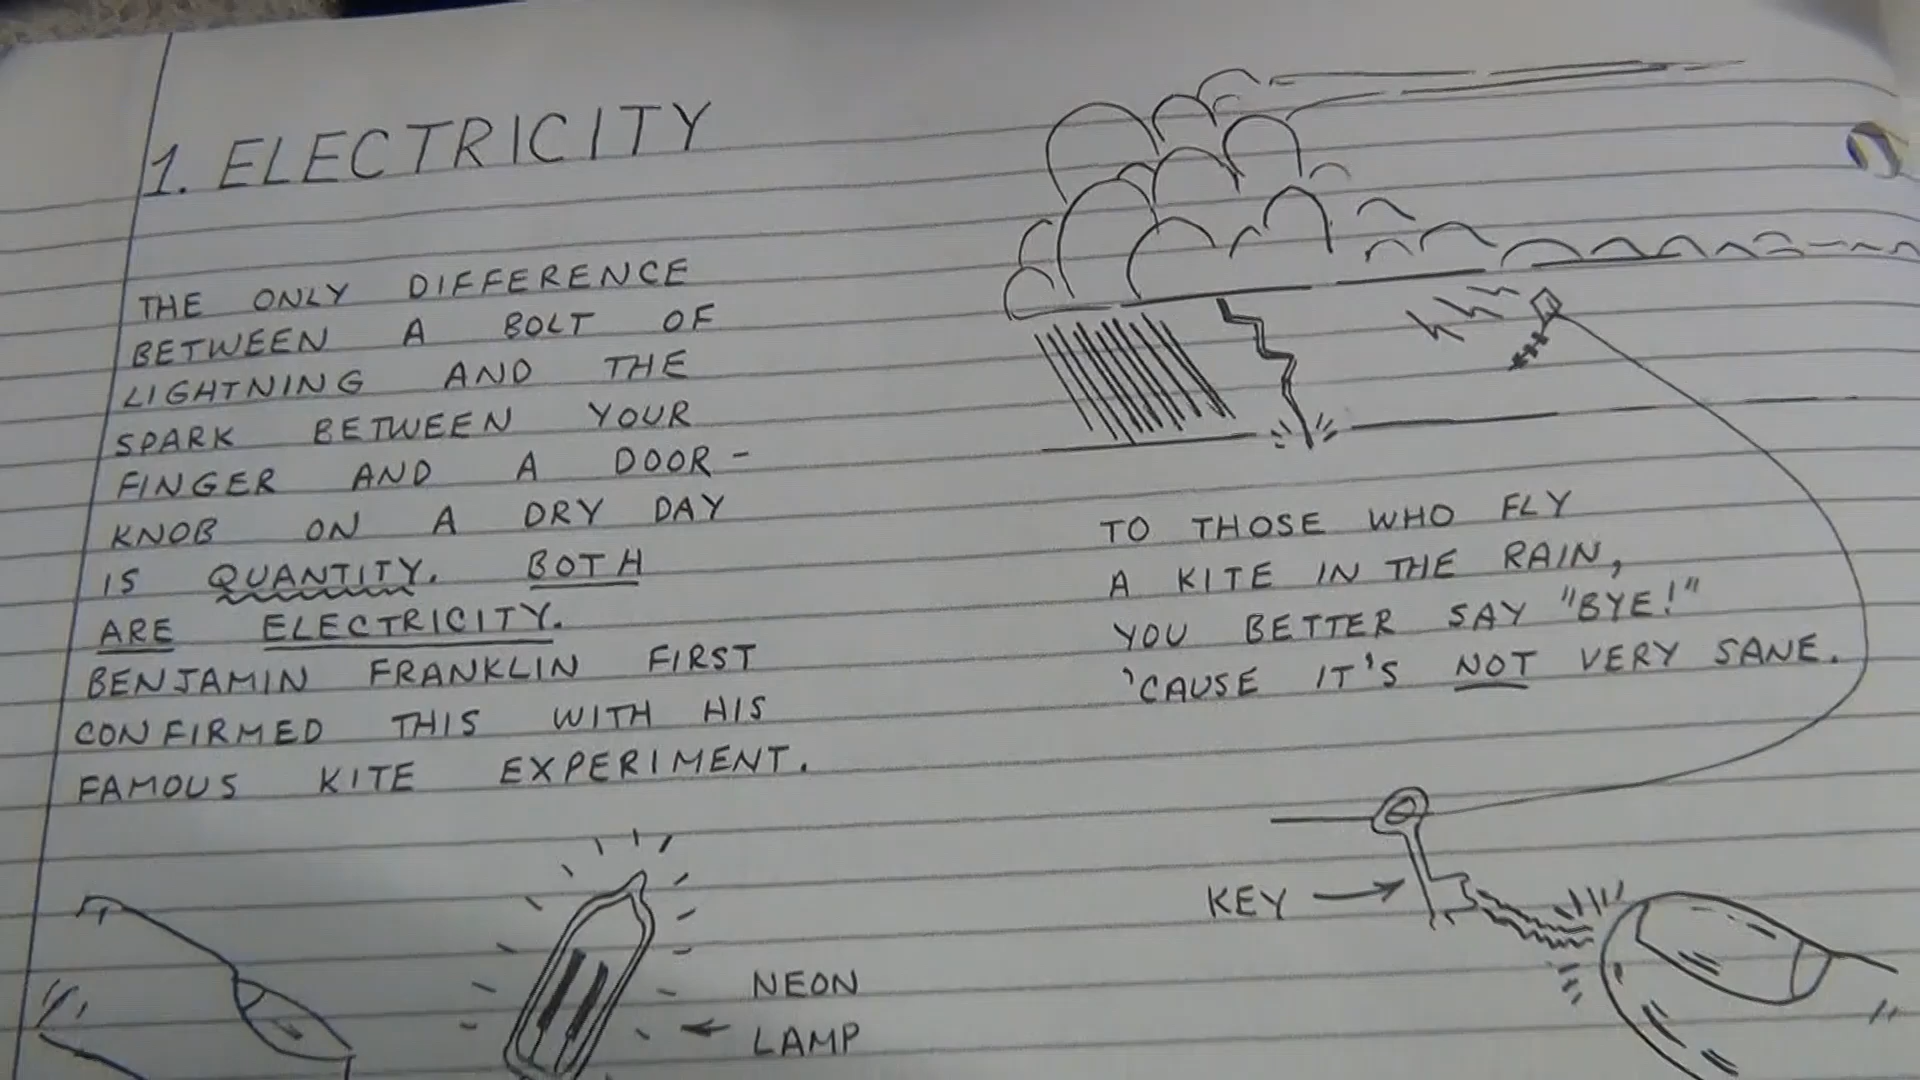 1. ELECTRICITY
THE ONLY DIFFERENCE
BETWEEN A BOLT OF
LIGHTNING AND THE
SPARK BETWEEN YOUR
FINGER AND A DOOR-
KNOB ON A DRY DAY
IS QUANTITY. BOTH
ARE ELECTRICITY.
BENJAMIN FRANKLIN FIRST
CONFIRMED THIS WITH HIS
FAMOUS KITE EXPERIMENT.
TO THOSE WHO FLY
A KITE IN THE RAIN,
YOU BETTER SAY "BYE!"
'CAUSE IT'S NOT VERY SANE.
KEY
NEON
LAMP